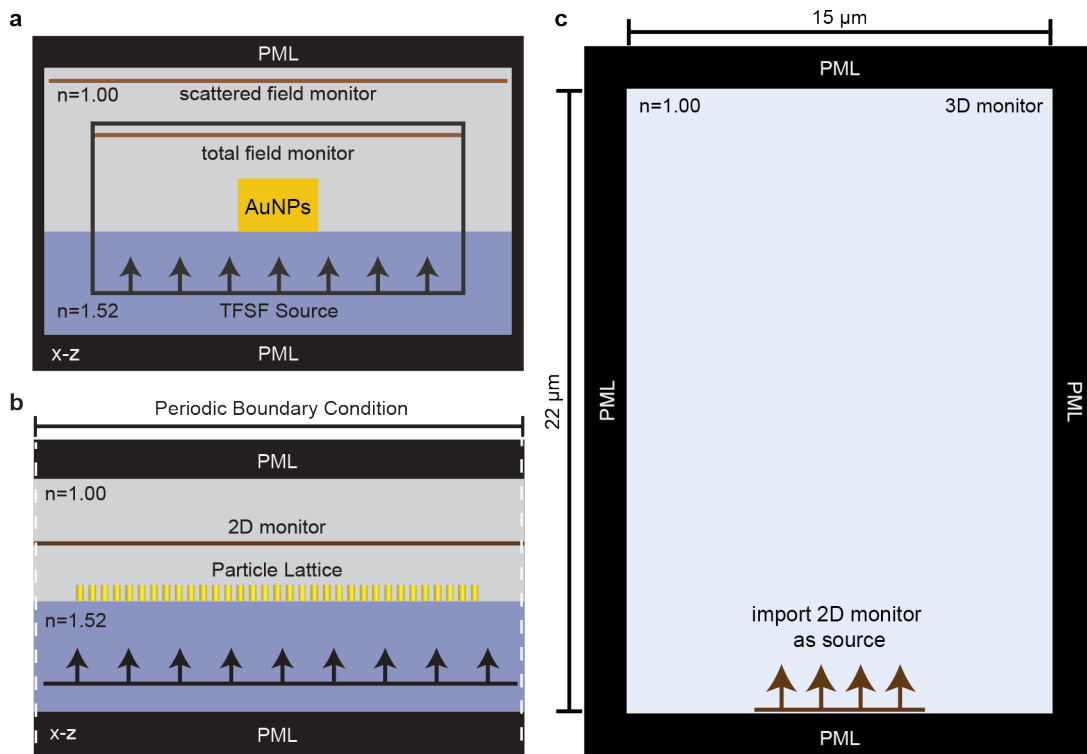 a
PML
n=1.00
scattered field monitor
total field monitor
AuNPs
n=1.52
TFSF Source
x-z
PML
b
Periodic Boundary Condition
PML
n=1.00
2D monitor
Particle Lattice
n=1.52
x-z
PML
c
15 μm
PML
n=1.00
3D monitor
22 μm
PML
PML
import 2D monitor
as source
PML